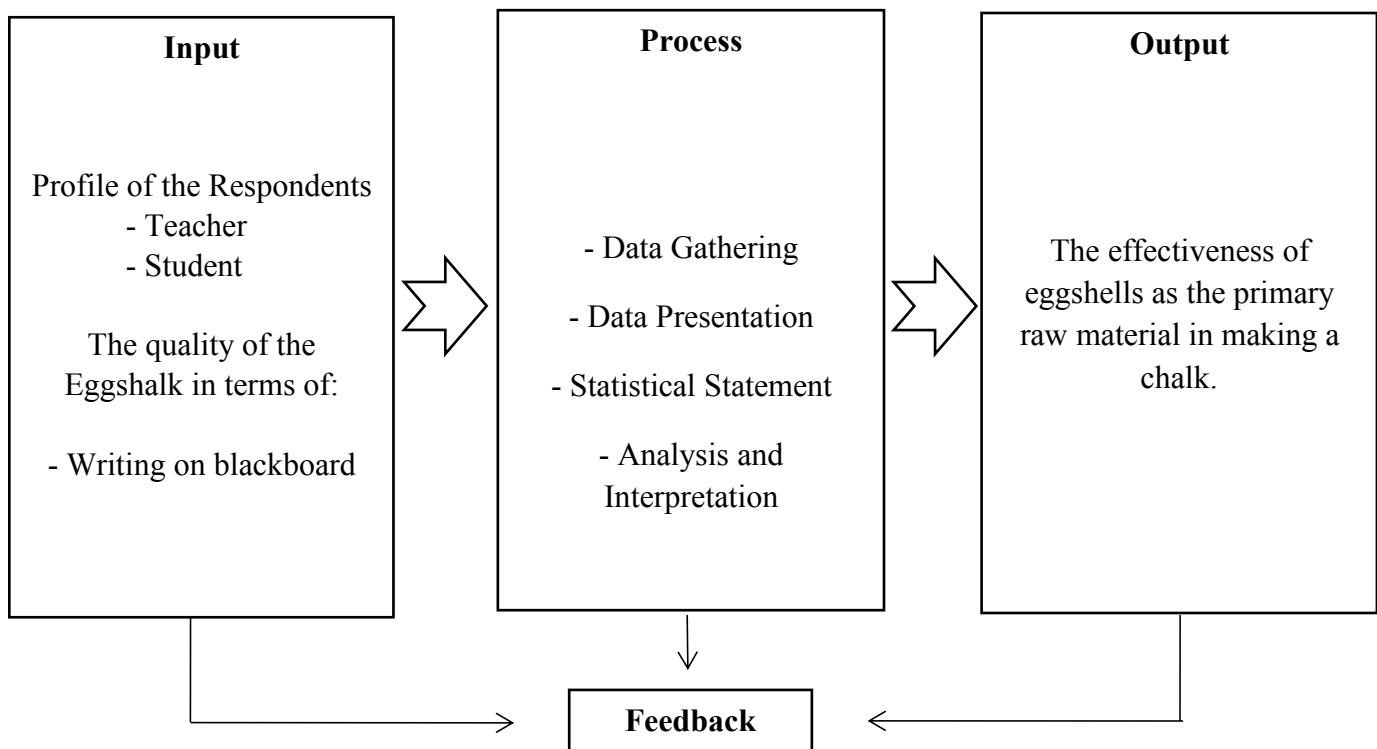 Input
Profile of the Respondents
- Teacher
- Student
The quality of the
Eggshalk in terms of:
- Writing on blackboard
Process
- Data Gathering
- Data Presentation
- Statistical Statement
- Analysis and
Interpretation
Output
The effectiveness of
eggshells as the primary
raw material in making a
chalk.
Feedback